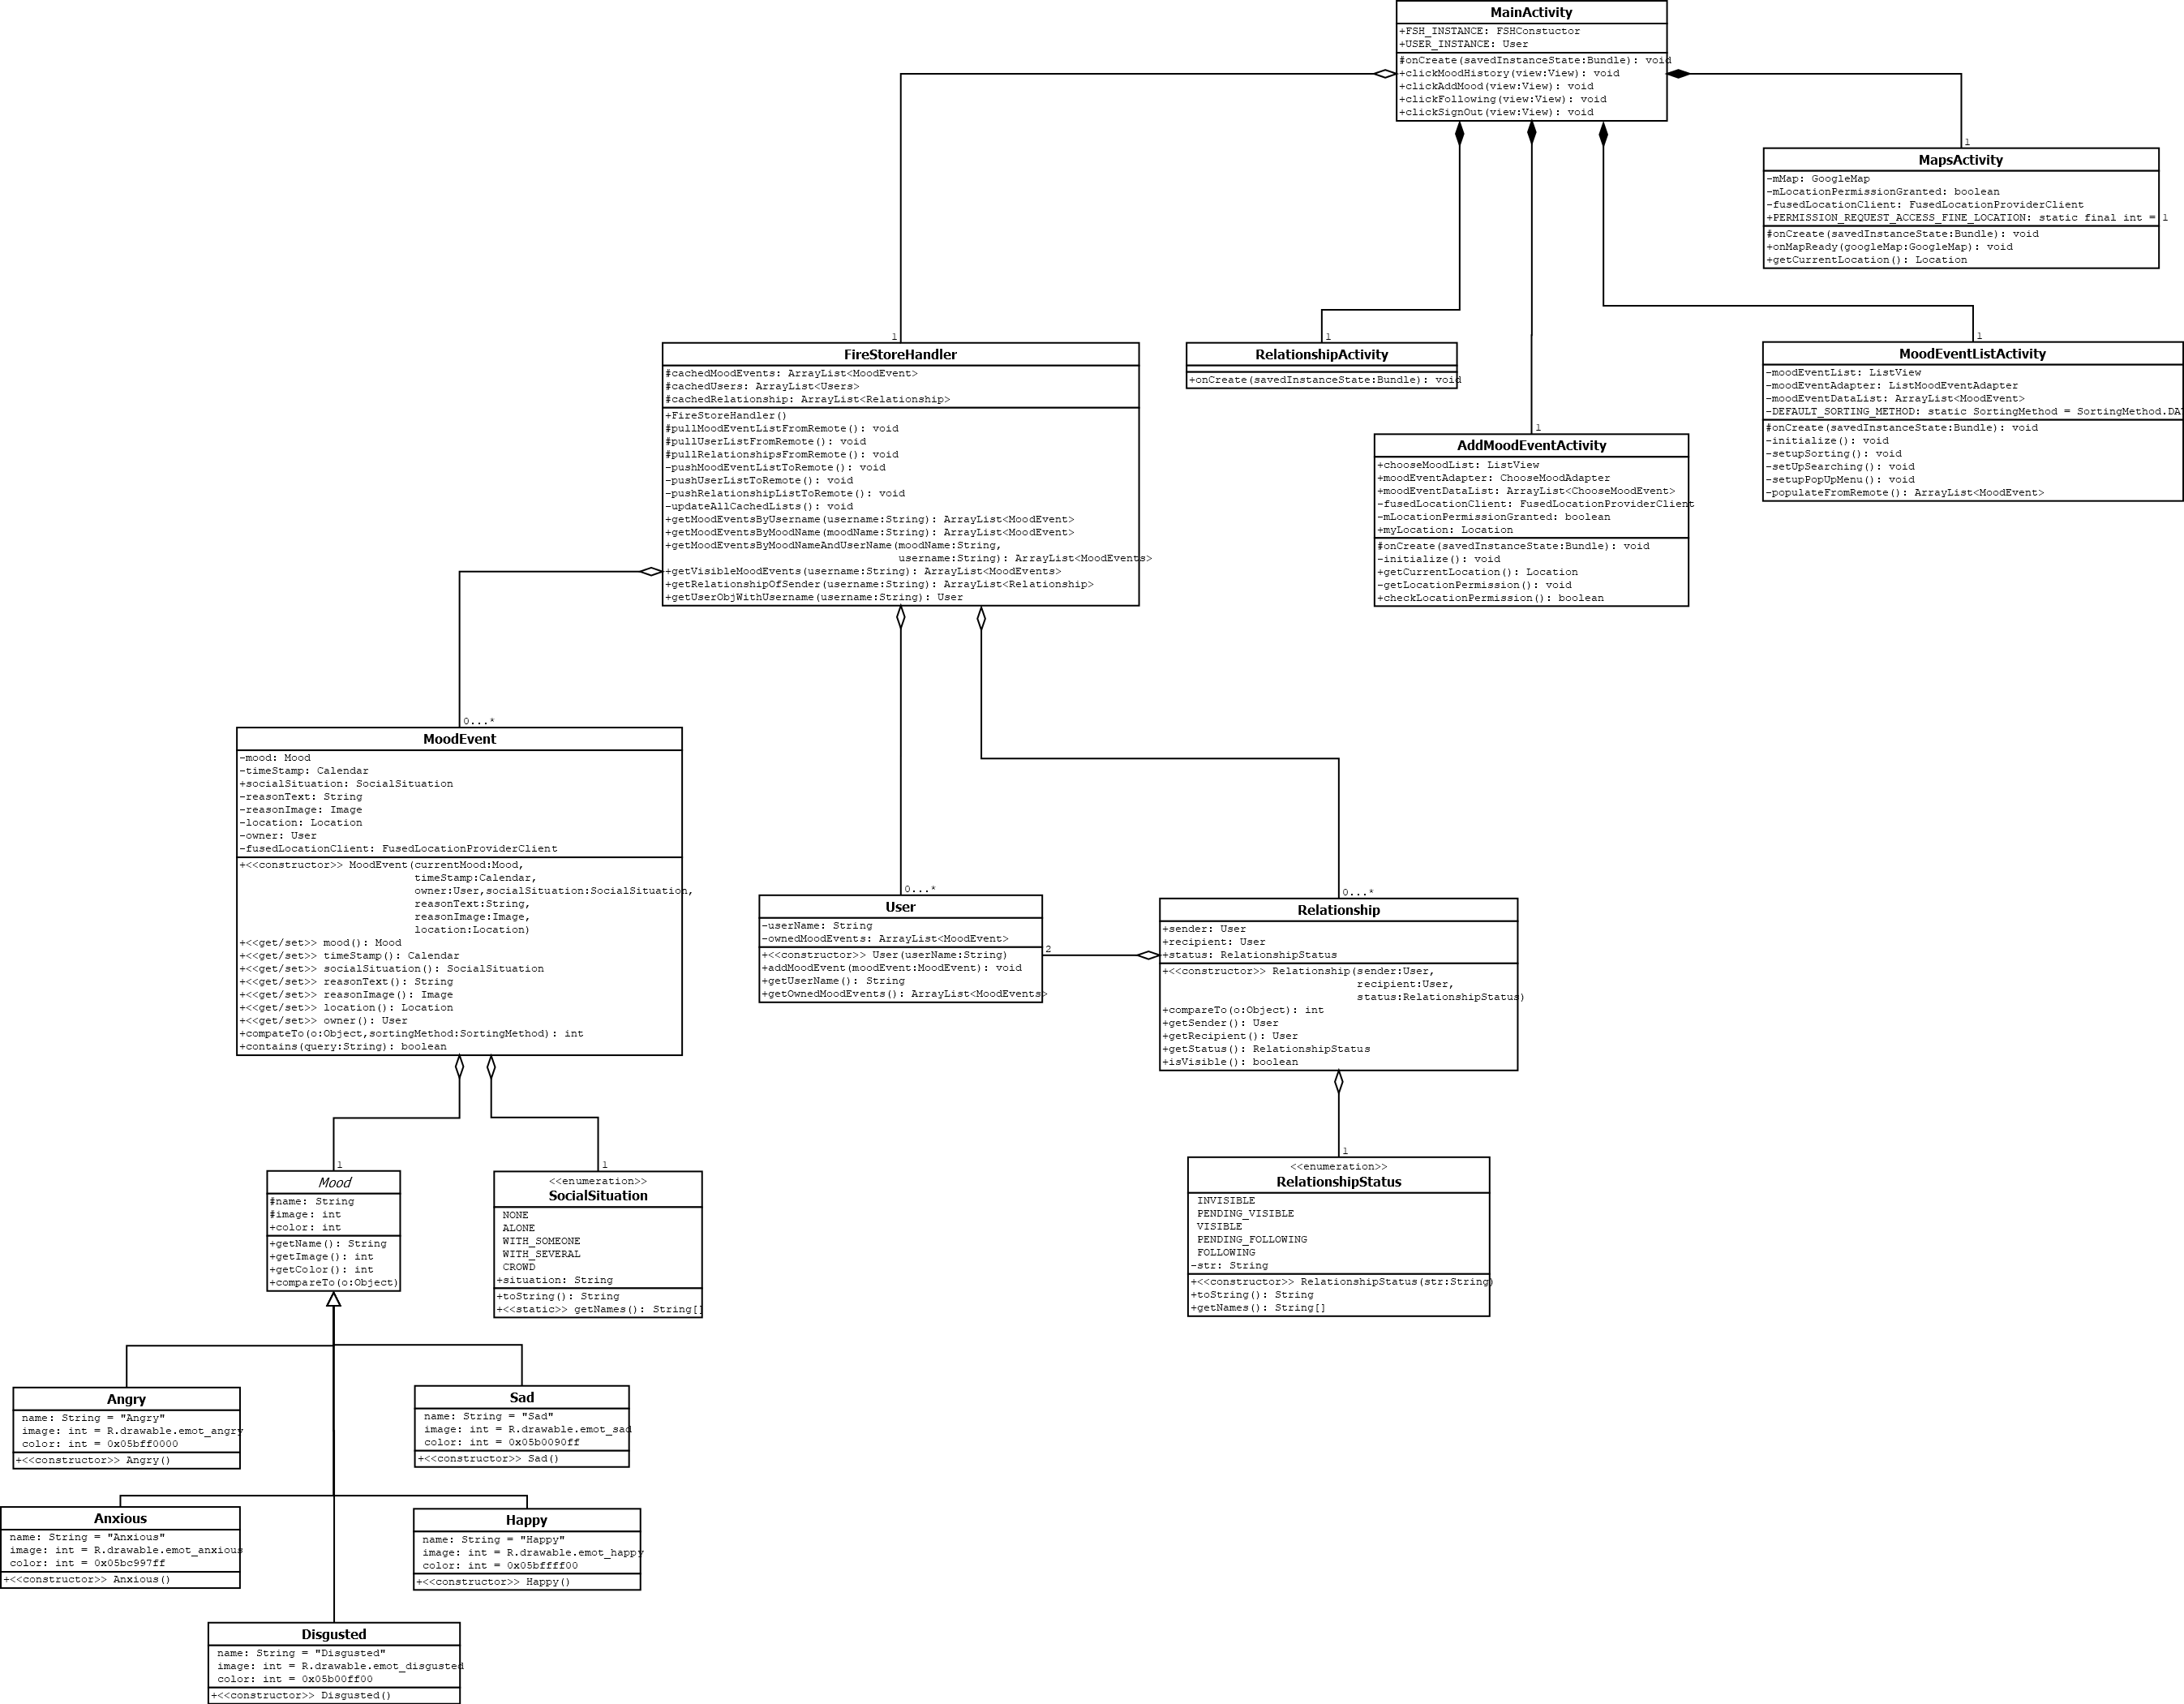 MainActivity
+FSH_INSTANCE: FSHConstuctor
+USER_INSTANCE: User
#onCreate(savedInstanceState:Bundle): void
+clickMoodHistory(view:View): void
+clickAddMood(view:View): void
+clickFollowing(view:View): void
+clickSignOut(view:View): void
1
MapsActivity
-mMap: GoogleMap
-mLocationPermissionGranted: boolean
-fusedLocationClient: FusedLocationProviderClient
+PERMISSION_REQUEST_ACCESS_FINE_LOCATION: static final int = 1
#onCreate(savedInstanceState:Bundle): void
+onMapReady(googleMap:GoogleMap): void
+getCurrentLocation(): Location
1
FireStoreHandler
#cachedMoodEvents: ArrayList<MoodEvent>
#cachedUsers: ArrayList<Users>
#cachedRelationship: ArrayList<Relationship>
+FireStoreHandler()
#pullMoodEventListFromRemote(): void
#pullUserListFromRemote(): void
#pullRelationshipsFromRemote(): void
-pushMoodEventListToRemote(): void
-pushUserListToRemote(): void
-pushRelationshipListToRemote(): void
-updateAllCachedLists(): void
+getMoodEventsByUsername(username:String): ArrayList<MoodEvent>
+getMoodEventsByMoodName(moodName:String): ArrayList<MoodEvent>
+getMoodEventsByMoodNameAndUserName(moodName:String,
username:String): ArrayList<MoodEvents>
+getVisibleMoodEvents(username:String): ArrayList<MoodEvents>
+getRelationshipOfSender(username:String): ArrayList<Relationship>
+getUserObjWithUsername(username:String): User
1
RelationshipActivity
+onCreate(savedInstanceState:Bundle): void
1
MoodEventListActivity
-moodEventList: ListView
-moodEventAdapter: ListMoodEventAdapter
-moodEventDataList: ArrayList<MoodEvent>
-DEFAULT_SORTING_METHOD: static SortingMethod = SortingMethod.DA
#onCreate(savedInstanceState:Bundle): void
-initialize(): void
-setupSorting(): void
-setUpSearching(): void
-setupPopUpMenu(): void
-populateFromRemote(): ArrayList<MoodEvent>
1
AddMoodEventActivity
+chooseMoodList: ListView
+moodEventAdapter: ChooseMoodAdapter
+moodEventDataList: ArrayList<ChooseMoodEvent>
-fusedLocationClient: FusedLocationProviderClient
-mLocationPermissionGranted: boolean
+myLocation: Location
#onCreate(savedInstanceState:Bundle): void
-initialize(): void
+getCurrentLocation(): Location
-getLocationPermission(): void
+checkLocationPermission(): boolean
0...*
MoodEvent
-mood: Mood
-timeStamp: Calendar
+socialSituation: SocialSituation
-reasonText: String
-reasonImage: Image
-location: Location
-owner: User
-fusedLocationClient: FusedLocationProviderClient
+<<constructor>> MoodEvent(currentMood:Mood,
timeStamp:Calendar,
owner:User,socialSituation:SocialSituation,
reasonText:String,
reasonImage:Image,
location:Location)
+<<get/set>> mood(): Mood
+<<get/set>> timeStamp(): Calendar
+<<get/set>> socialSituation(): SocialSituation
+<<get/set>> reasonText(): String
+<<get/set>> reasonImage(): Image
+<<get/set>> location(): Location
+<<get/set>> owner(): User
+compateTo(o:Object,sortingMethod:SortingMethod): int
+contains(query:String): boolean
0...*
User
-userName: String
-ownedMoodEvents: ArrayList<MoodEvent>
+<<constructor>> User(userName:String)
+addMoodEvent(moodEvent:MoodEvent): void
+getUserName(): String
+getOwnedMoodEvents(): ArrayList<MoodEvents>
2
0...*
Relationship
+sender: User
+recipient: User
+status: RelationshipStatus
+<<constructor>> Relationship(sender:User,
recipient:User,
status:RelationshipStatus)
+compareTo(o:Object): int
+getSender(): User
+getRecipient(): User
+getStatus(): RelationshipStatus
+isVisible(): boolean
1
Mood
#name: String
#image: int
+color: int
+getName(): String
+getImage(): int
+getColor(): int
+compareTo(o:Object)
1
<<enumeration>>
SocialSituation
NONE
ALONE
WITH_SOMEONE
WITH_SEVERAL
CROWD
+situation: String
+toString(): String
+<<static>> getNames(): String[]
1
<<enumeration>>
RelationshipStatus
INVISIBLE
PENDING_VISIBLE
VISIBLE
PENDING_FOLLOWING
FOLLOWING
-str: String
+<<constructor>> RelationshipStatus(str:String)
+toString(): String
+getNames(): String[]
Angry
name: String = "Angry"
image: int = R.drawable.emot_angry
color: int = 0x05bff0000
+<<constructor>> Angry()
Sad
name: String = "Sad"
image: int = R.drawable.emot_sad
color: int = 0x05b0090ff
+<<constructor>> Sad()
Anxious
name: String = "Anxious"
image: int = R.drawable.emot_anxious
color: int = 0x05bc997ff
+<<constructor>> Anxious()
Happy
name: String = "Happy"
image: int = R.drawable.emot_happy
color: int = 0x05bffff00
+<<constructor>> Happy()
Disgusted
name: String = "Disgusted"
image: int = R.drawable.emot_disgusted
color: int = 0x05b00ff00
+<<constructor>> Disgusted()